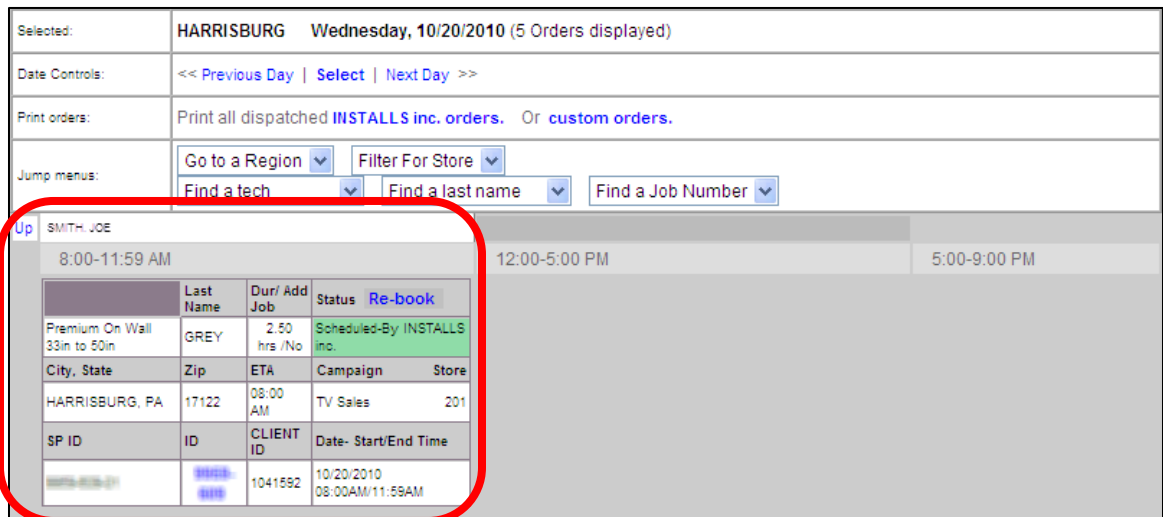 Selected: HARRISBURG Wednesday, 10/20/2010 (5 Orders displayed)
Date Controls: << Previous Day | Select | Next Day >>
Print orders: Print all dispatched INSTALLS inc. orders. Or custom orders.
Jump menus:
Go to a Region Filter For Store
Find a tech Find a last name Find a Job Number
Up SMITH. JOE
8:00-11:59 AM 12:00-5:00 PM 5:00-9:00 PM
Last Name Dur/ Add Job Status Re-book
Premium On Wall 33in to 50in GREY 2.50 hrs /No Scheduled-By INSTALLS inc.
City, State Zip ETA Campaign Store
HARRISBURG, PA 17122 08:00 AM TV Sales 201
SP ID ID CLIENT ID Date- Start/End Time
1041592 10/20/2010 08:00AM/11:59AM